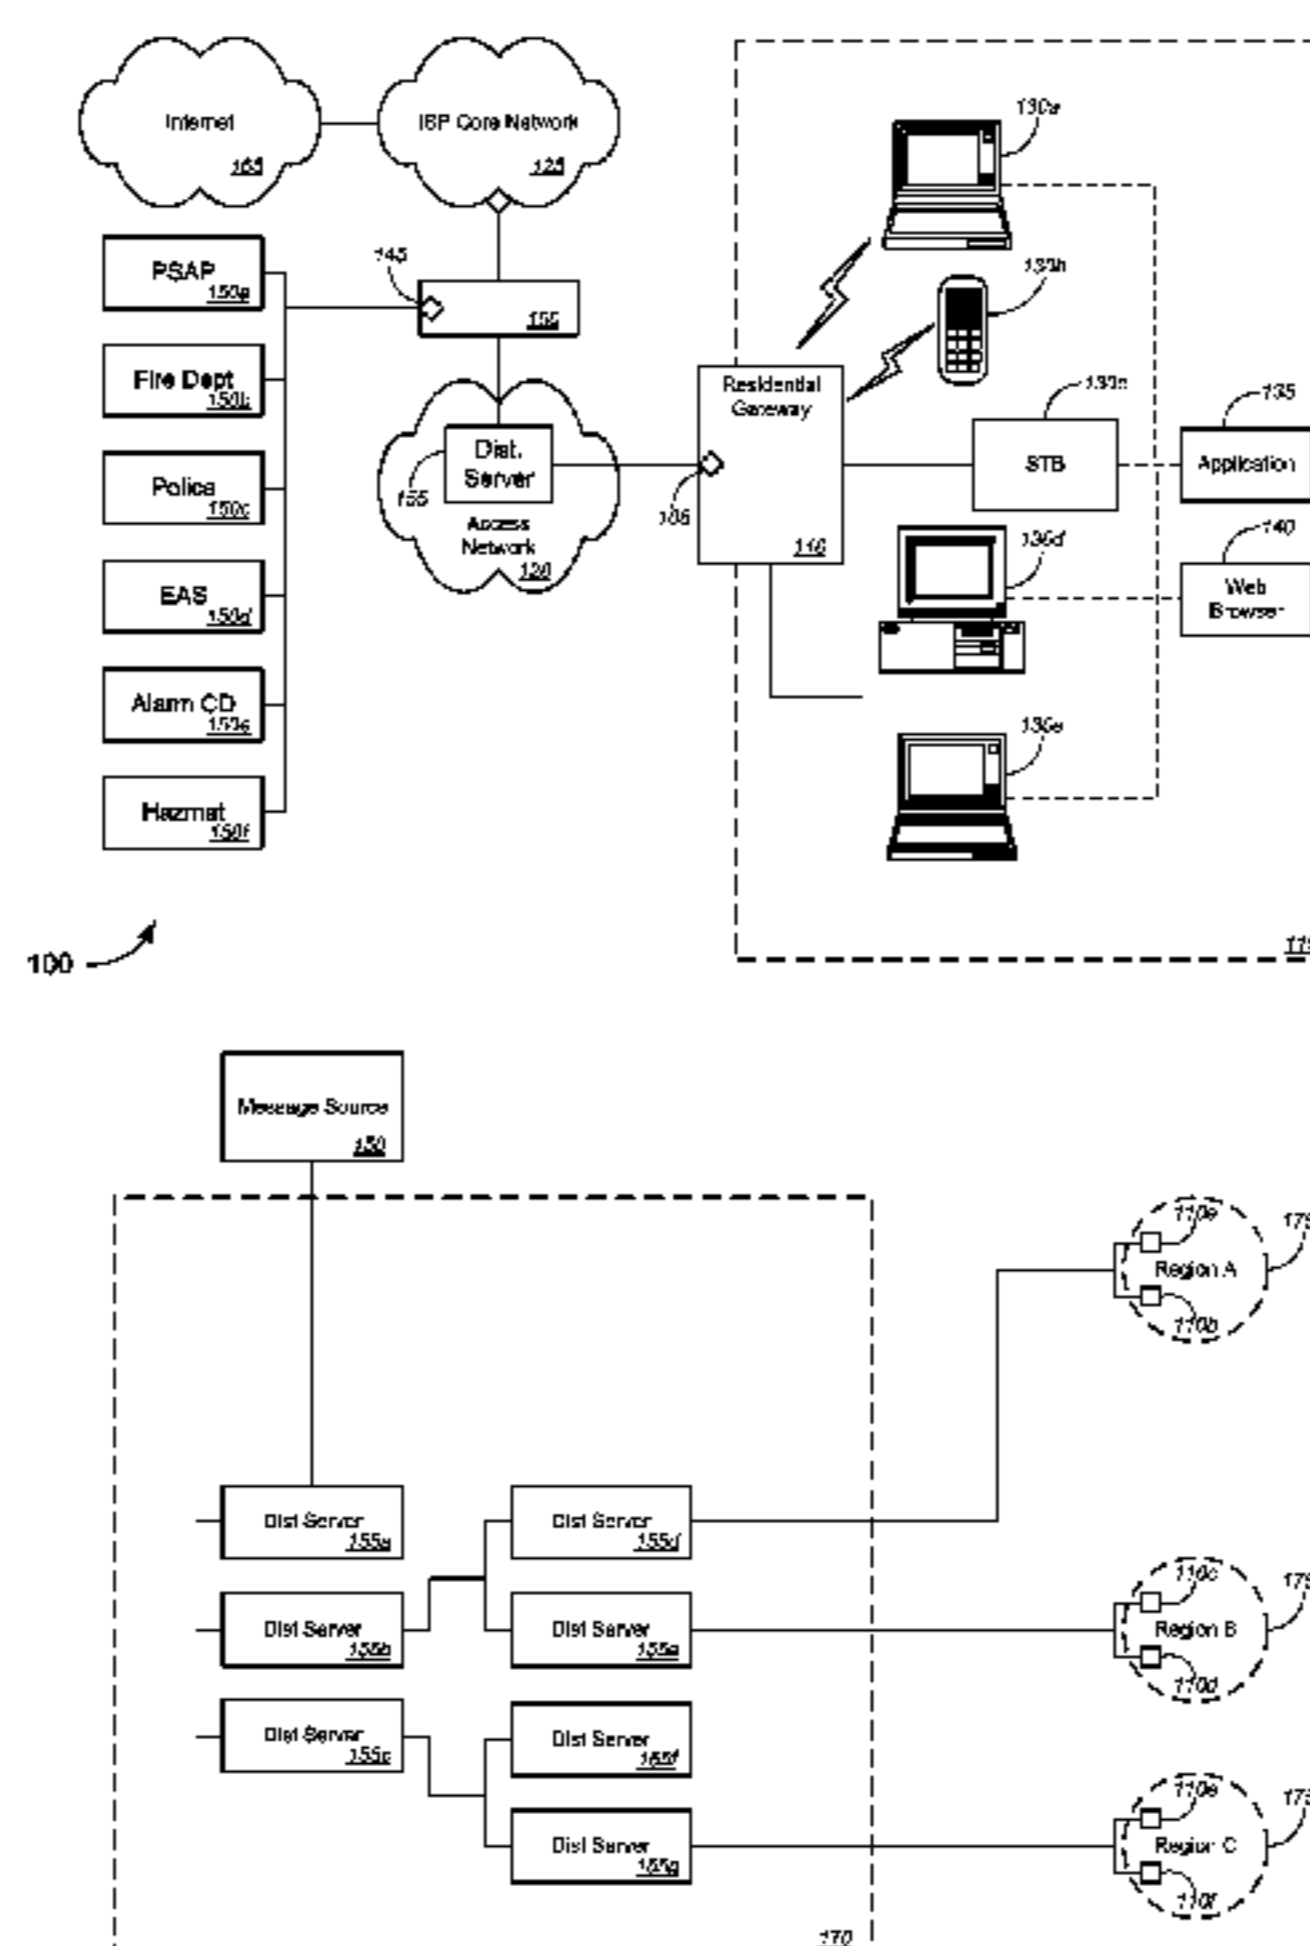 Internet
165
ISP Core Network
125
130a
PSAP
150a
145
130b
Fire Dept
150b
Residential
Gateway
130c
135
Dist.
Server
155
STB
Application
Police
150c
105
Access
Network
120
110
130d
140
EAS
150d
Web
Browser
Alarm CO
150e
130e
Hazmat
150f
100
Message Source
150
110b
Region A
Dist Server
155a
Dist Server
155d
110c
Dist Server
155b
Dist Server
155e
Region B
110d
Dist Server
155c
Dist Server
155f
110e
Dist Server
155g
Region C
110f
170